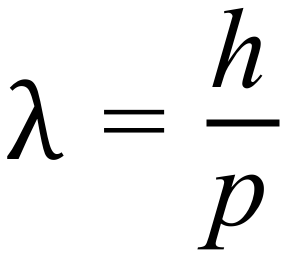 λ = h/p